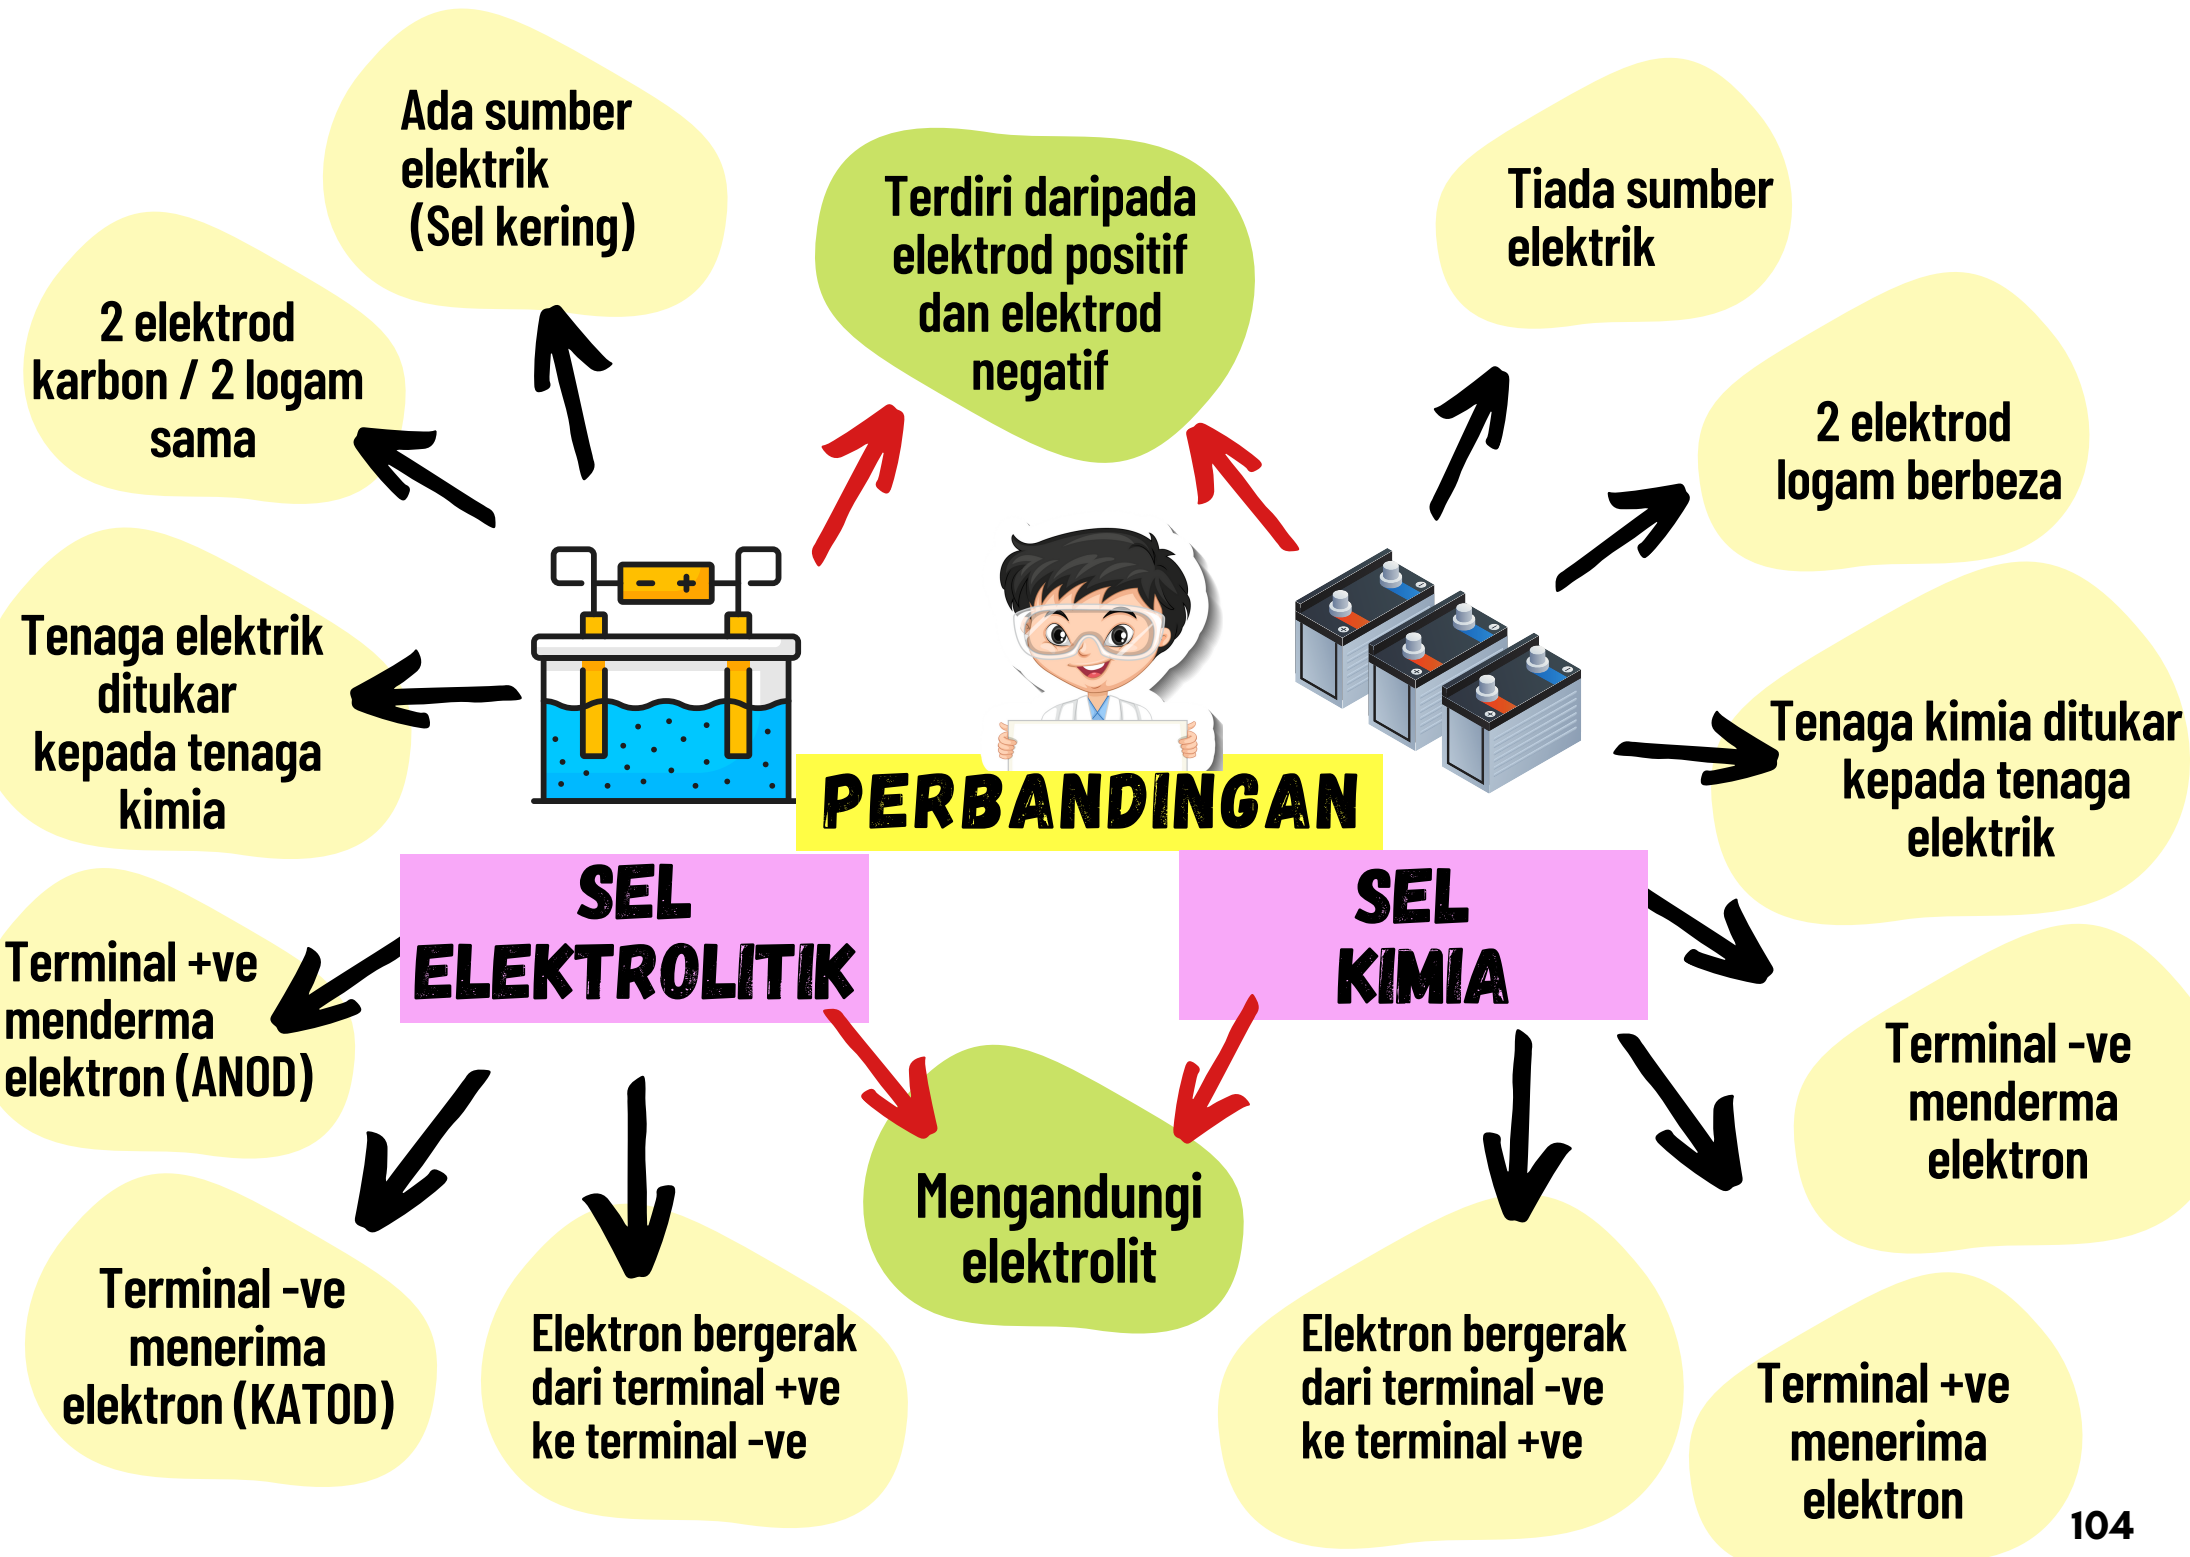 Ada sumber
elektrik
(Sel kering)
2 elektrod
karbon / 2 logam
sama
Tenaga elektrik
ditukar
kepada tenaga
kimia
Terdiri daripada
elektrod positif
dan elektrod
negatif
Tiada sumber
elektrik
2 elektrod
logam berbeza
Tenaga kimia ditukar
kepada tenaga
elektrik
- +
PERBANDINGAN
SEL
ELEKTROLITIK
SEL
KIMIA
Terminal +ve
menderma
elektron (ANOD)
Terminal -ve
menerima
elektron (KATOD)
Elektron bergerak
dari terminal +ve
ke terminal -ve
Mengandungi
elektrolit
Elektron bergerak
dari terminal -ve
ke terminal +ve
Terminal -ve
menderma
elektron
Terminal +ve
menerima
elektron
104